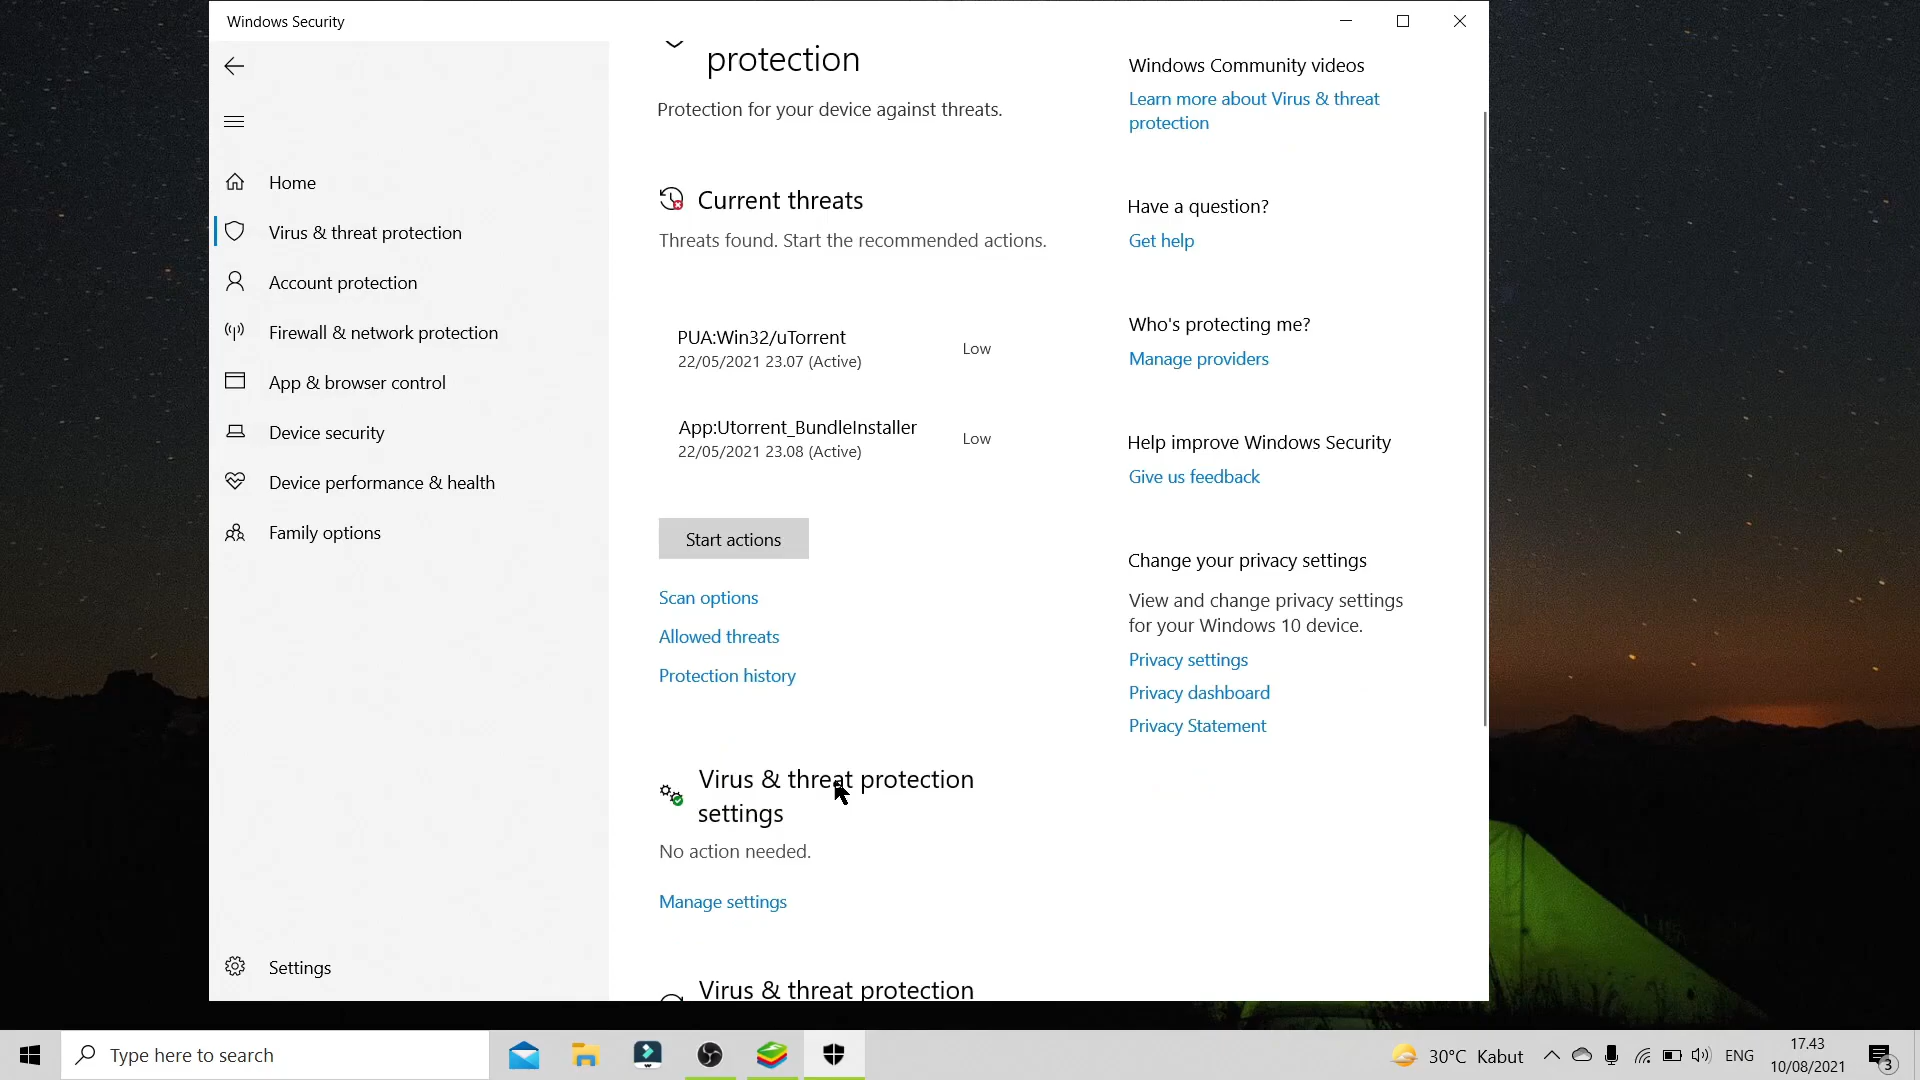 Windows Security
Home
Virus & threat protection
Account protection
Firewall & network protection
App & browser control
Device security
Device performance & health
Family options
Settings
protection
Protection for your device against threats.
Current threats
Threats found. Start the recommended actions.
PUA:Win32/uTorrent
22/05/2021 23.07 (Active)
Low
App:Utorrent_BundleInstaller
22/05/2021 23.08 (Active)
Low
Start actions
Scan options
Allowed threats
Protection history
Virus & threat protection
settings
No action needed.
Manage settings
Virus & threat protection
Windows Community videos
Learn more about Virus & threat
protection
Have a question?
Get help
Who's protecting me?
Manage providers
Help improve Windows Security
Give us feedback
Change your privacy settings
View and change privacy settings
for your Windows 10 device.
Privacy settings
Privacy dashboard
Privacy Statement
Type here to search
30°C Kabut
ENG
17.43
10/08/2021
3